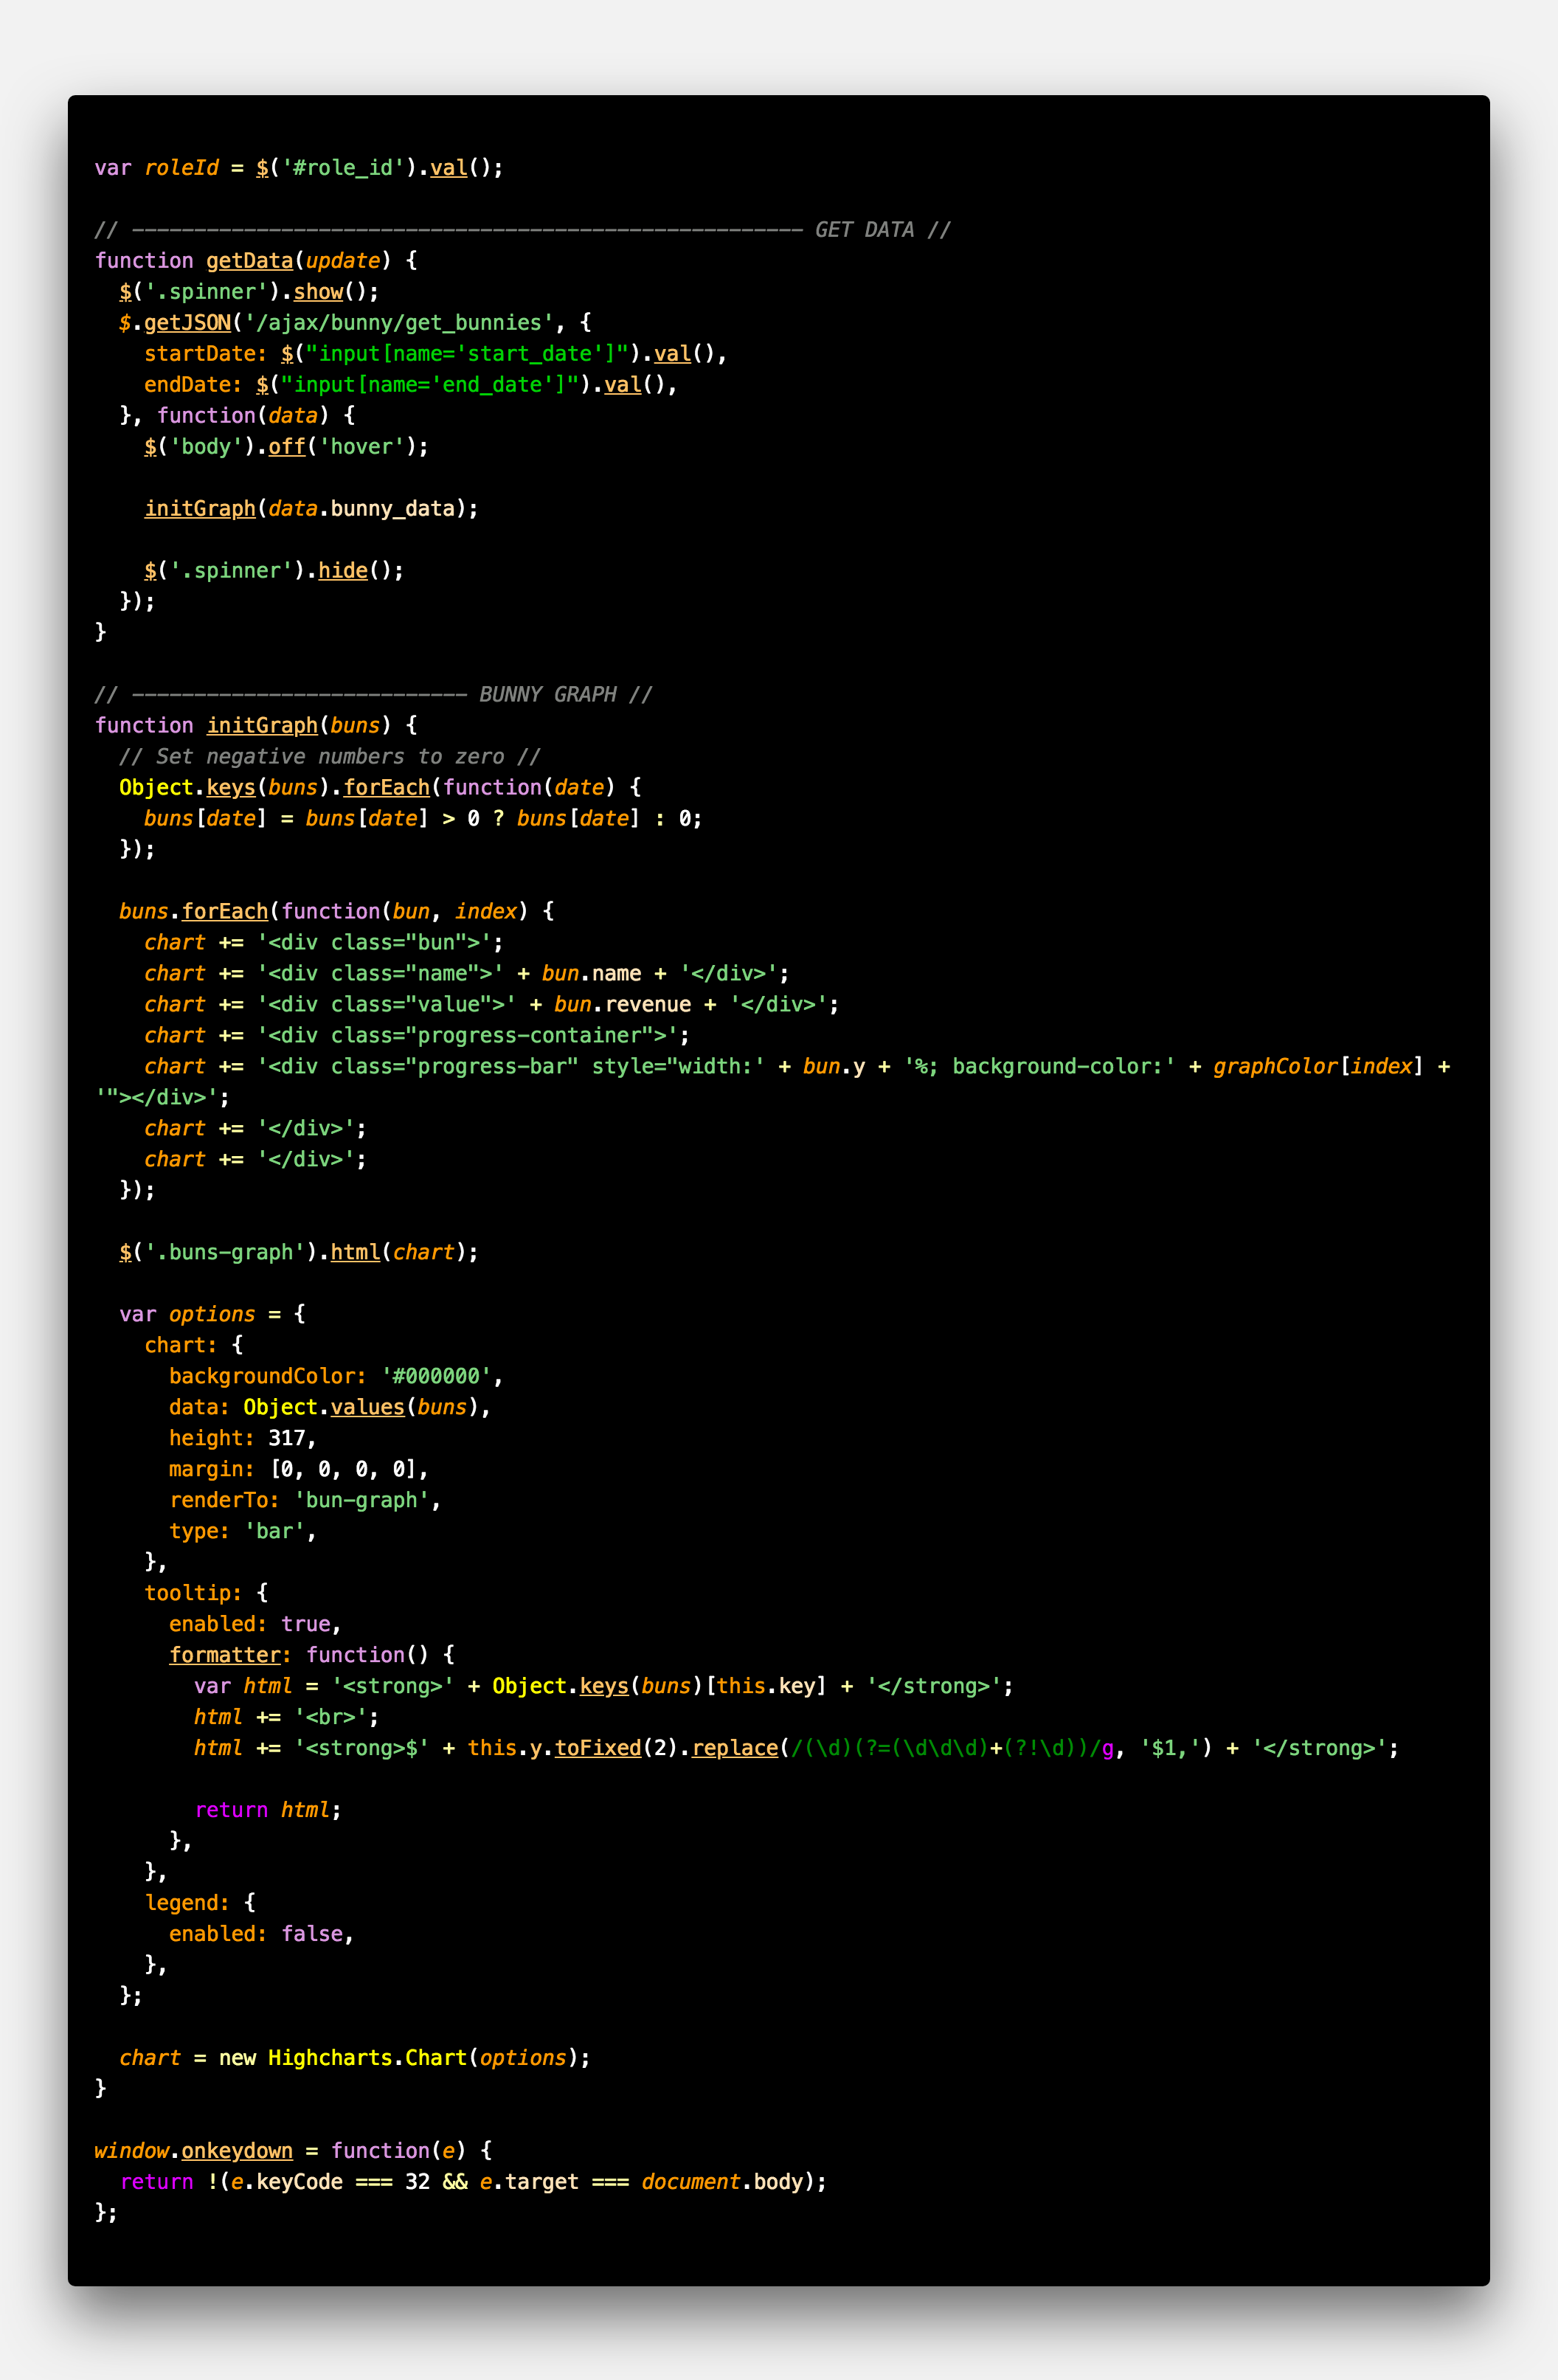 var roleId = $('#role_id').val();

// ------------------------------------------------------ GET DATA //
function getData(update) {
  $('.spinner').show();
  $.getJSON('/ajax/bunny/get_bunnies', {
    startDate: $("input[name='start_date']").val(),
    endDate: $("input[name='end_date']").val(),
  }, function(data) {
    $('body').off('hover');

    initGraph(data.bunny_data);

    $('.spinner').hide();
  });
}

// --------------------------- BUNNY GRAPH //
function initGraph(buns) {
  // Set negative numbers to zero //
  Object.keys(buns).forEach(function(date) {
    buns[date] = buns[date] > 0 ? buns[date] : 0;
  });

  buns.forEach(function(bun, index) {
    chart += '<div class="bun">';
    chart += '<div class="name">' + bun.name + '</div>';
    chart += '<div class="value">' + bun.revenue + '</div>';
    chart += '<div class="progress-container">';
    chart += '<div class="progress-bar" style="width:' + bun.y + '%; background-color:' + graphColor[index] +
'"></div>';
    chart += '</div>';
    chart += '</div>';
  });

  $('.buns-graph').html(chart);

  var options = {
    chart: {
      backgroundColor: '#000000',
      data: Object.values(buns),
      height: 317,
      margin: [0, 0, 0, 0],
      renderTo: 'bun-graph',
      type: 'bar',
    },
    tooltip: {
      enabled: true,
      formatter: function() {
        var html = '<strong>' + Object.keys(buns)[this.key] + '</strong>';
        html += '<br>';
        html += '<strong>$' + this.y.toFixed(2).replace(/(\d)(?=(\d\d\d)+(?!\d))/g, '$1,') + '</strong>';

        return html;
      },
    },
    legend: {
      enabled: false,
    },
  };

  chart = new Highcharts.Chart(options);
}

window.onkeydown = function(e) {
  return !(e.keyCode === 32 && e.target === document.body);
};